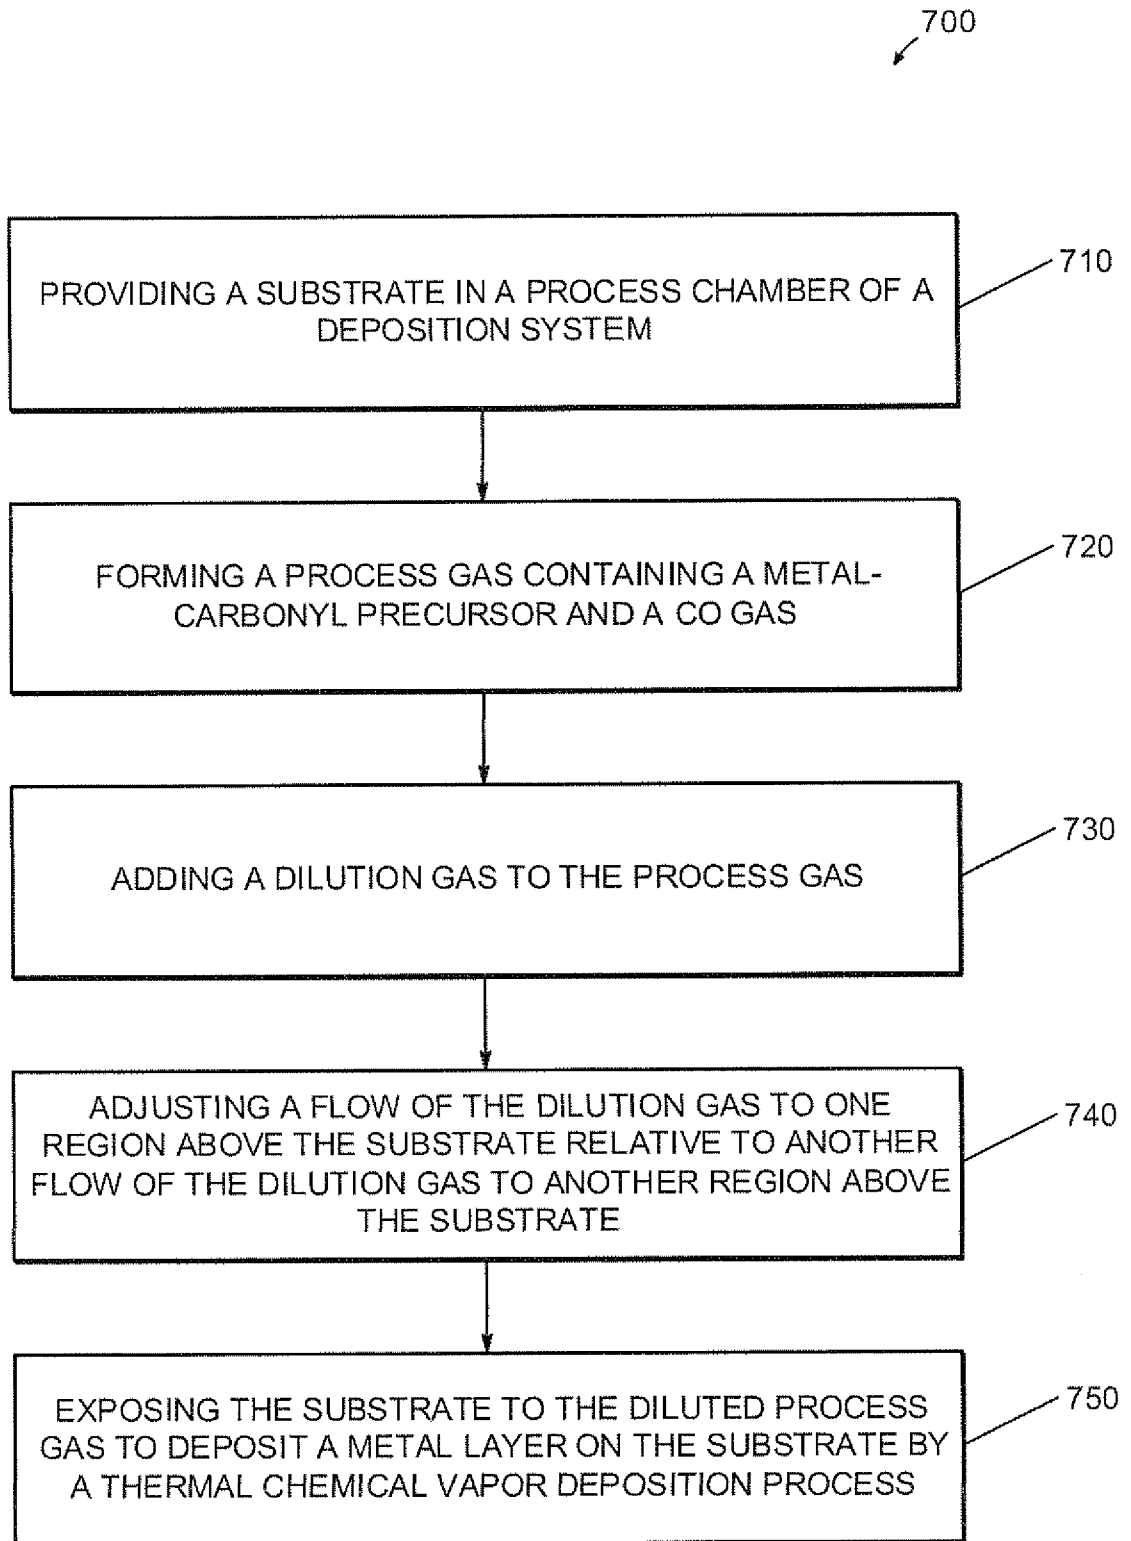 700
PROVIDING A SUBSTRATE IN A PROCESS CHAMBER OF A
DEPOSITION SYSTEM
710
FORMING A PROCESS GAS CONTAINING A METAL-
CARBONYL PRECURSOR AND A CO GAS
720
ADDING A DILUTION GAS TO THE PROCESS GAS
730
ADJUSTING A FLOW OF THE DILUTION GAS TO ONE
REGION ABOVE THE SUBSTRATE RELATIVE TO ANOTHER
FLOW OF THE DILUTION GAS TO ANOTHER REGION ABOVE
THE SUBSTRATE
740
EXPOSING THE SUBSTRATE TO THE DILUTED PROCESS
GAS TO DEPOSIT A METAL LAYER ON THE SUBSTRATE BY
A THERMAL CHEMICAL VAPOR DEPOSITION PROCESS
750